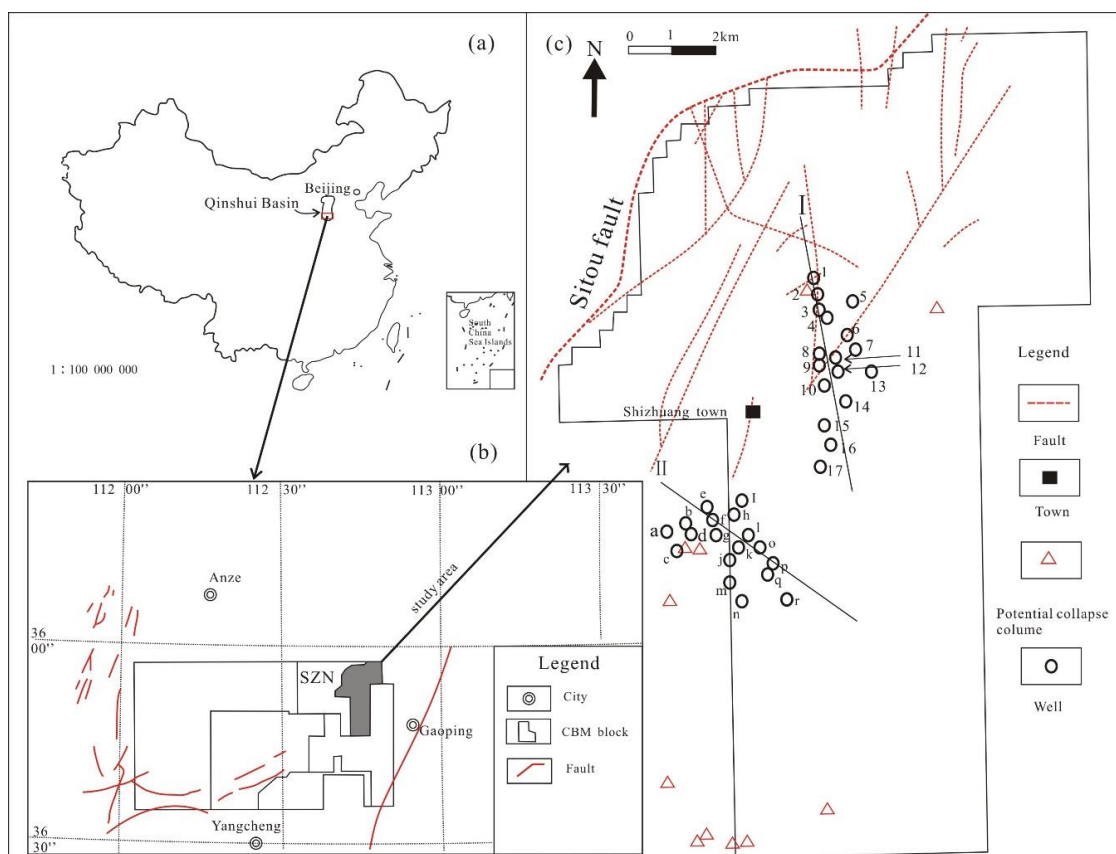 (a)
Beijing
Qinshui Basin
South
China
Sea Islands
1：100 000 000
(b)
112 00''
112 30''
113 00''
113 30''
Anze
study area
36
00''
SZN
Gaoping
Yangcheng
36
30''
Legend
City
CBM block
Fault
(c)
0 1 2km
N
Sitou fault
I
1
2
3
4
5
6
7
8
9
10
11
12
13
14
15
16
17
Shizhuang town
II
a
b
c
d
e
f
g
h
I
j
k
l
m
n
o
p
q
r
Legend
Fault
Town
Potential collapse
colume
Well